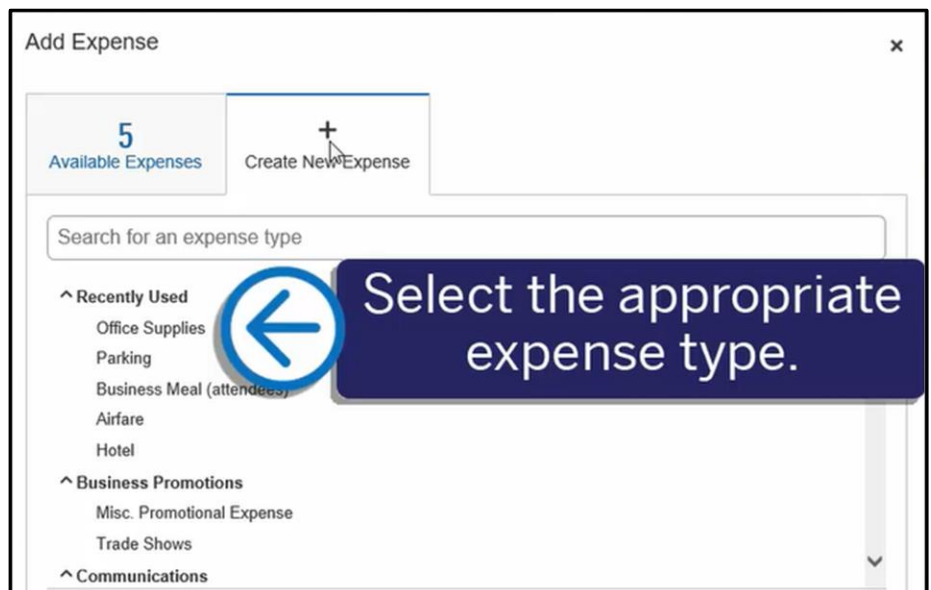 Add Expense
×
5
Available Expenses
+
Create New Expense
Search for an expense type
Recently Used
Office Supplies
Parking
Business Meal (attendees)
Airfare
Hotel
Select the appropriate
expense type.
Business Promotions
Misc. Promotional Expense
Trade Shows
Communications